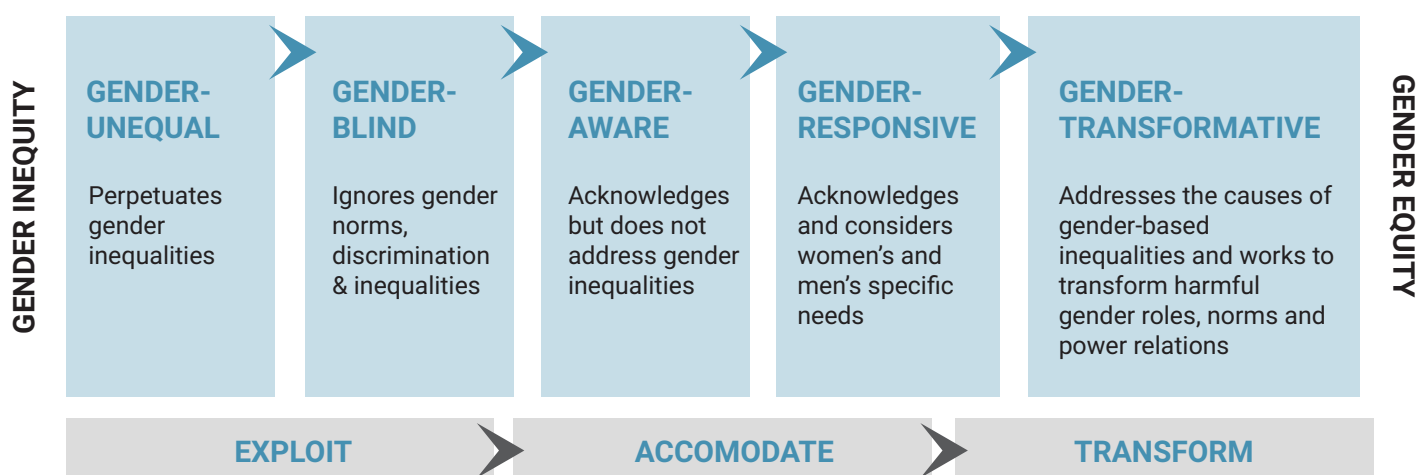 GENDER INEQUITY
GENDER-
UNEQUAL
Perpetuates
gender
inequalities
GENDER-
BLIND
Ignores gender
norms,
discrimination
& inequalities
GENDER-
AWARE
Acknowledges
but does not
address gender
inequalities
GENDER-
RESPONSIVE
Acknowledges
and considers
women’s and
men’s specific
needs
GENDER-
TRANSFORMATIVE
Addresses the causes of
gender-based
inequalities and works to
transform harmful
gender roles, norms and
power relations
GENDER EQUITY
EXPLOIT
ACCOMODATE
TRANSFORM